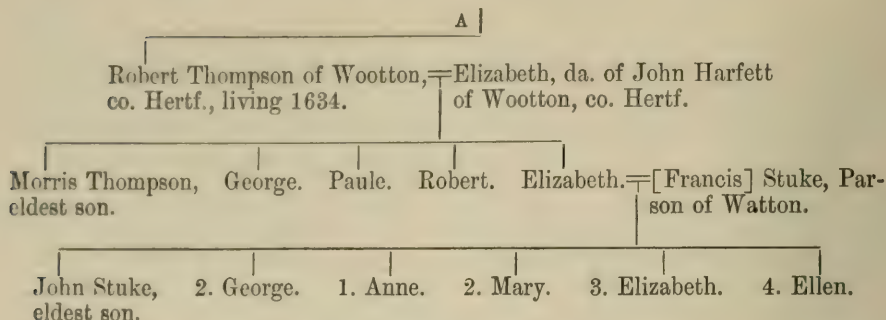 A
Robert Thompson of Wootton,=Elizabeth, da. of John Harfett
co. Hertf., living 1634. of Wootton, co. Hertf.
Morris Thompson, George. Paule. Robert. Elizabeth.=[Francis] Stuke, Par-
eldest son. son of Watton.
John Stuke, 2. George. 1. Anne. 2. Mary. 3. Elizabeth. 4. Ellen.
eldest son.